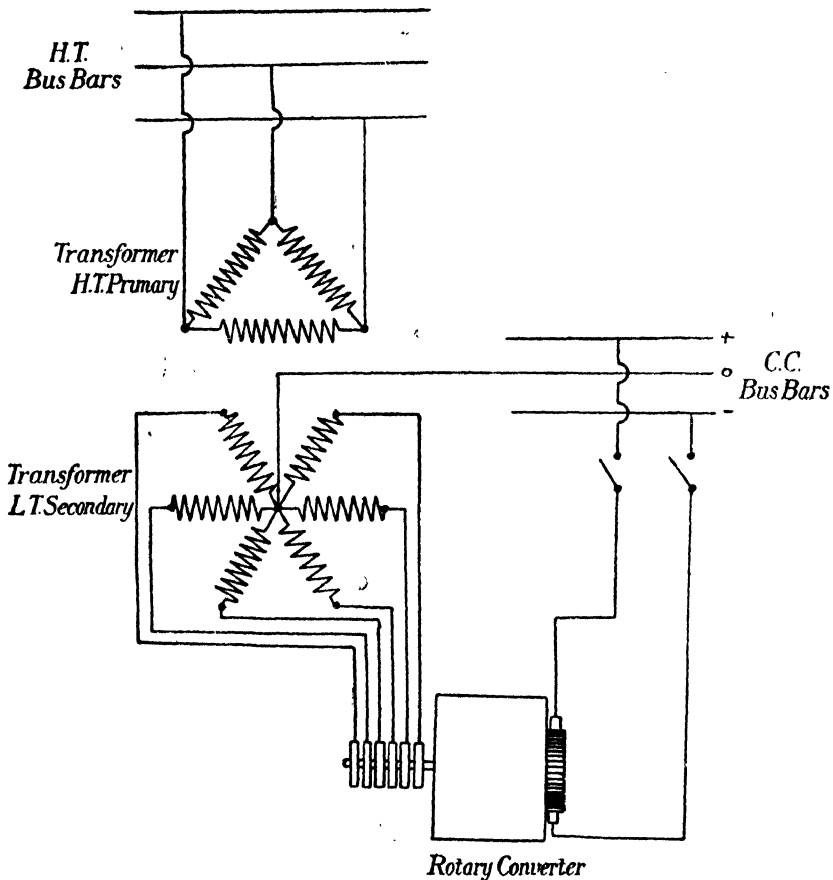 H.T.
Bus Bars
Transformer
H.T. Primary
+
o
-
C.C.
Bus Bars
Transformer
L T. Secondary
Rotary Converter